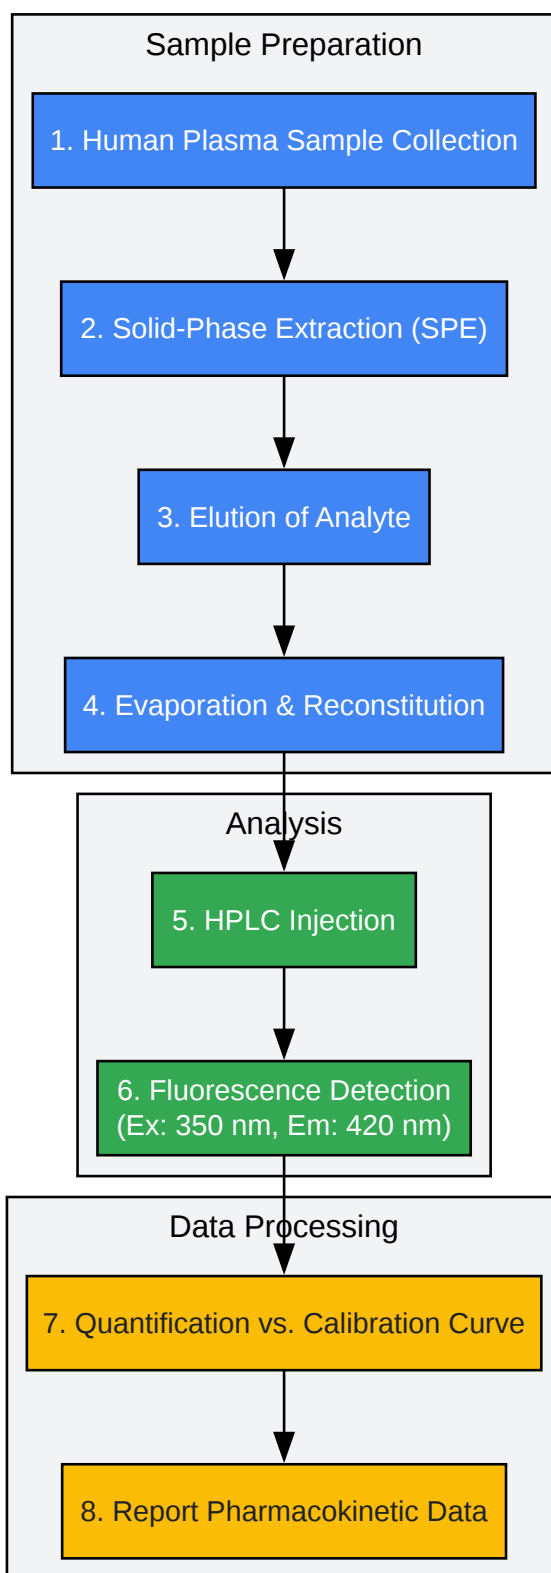 Sample Preparation
1. Human Plasma Sample Collection
2. Solid-Phase Extraction (SPE)
3. Elution of Analyte
4. Evaporation & Reconstitution
Analysis
5. HPLC Injection
6. Fluorescence Detection
(Ex: 350 nm, Em: 420 nm)
Data Processing
7. Quantification vs. Calibration Curve
8. Report Pharmacokinetic Data